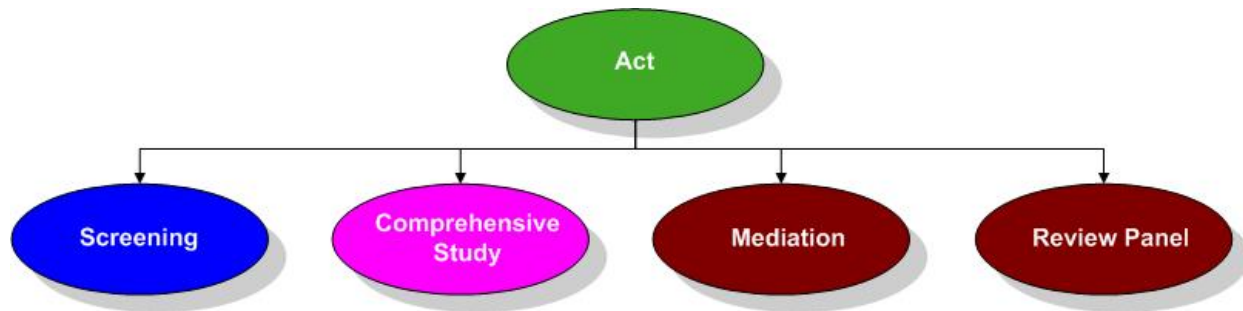 Act
Screening
Comprehensive
Study
Mediation
Review Panel